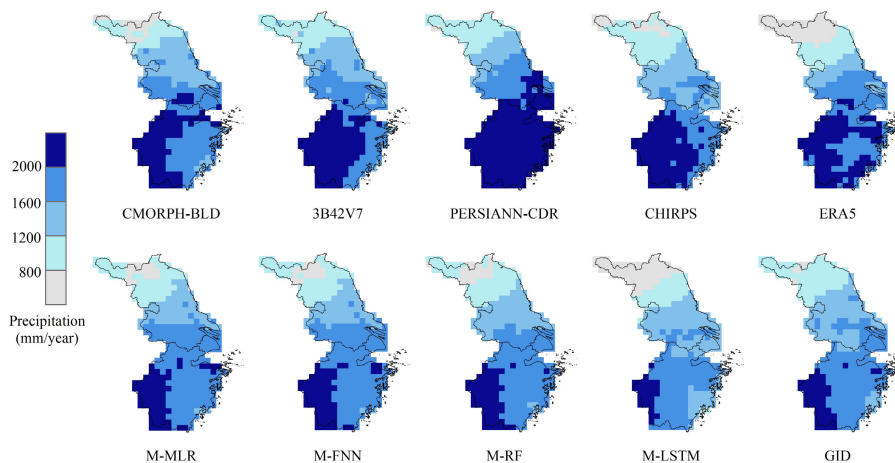 CMORPH-BLD
3B42V7
PERSIANN-CDR
CHIRPS
ERA5
2000
1600
1200
800
Precipitation
(mm/year)
M-MLR
M-FNN
M-RF
M-LSTM
GID